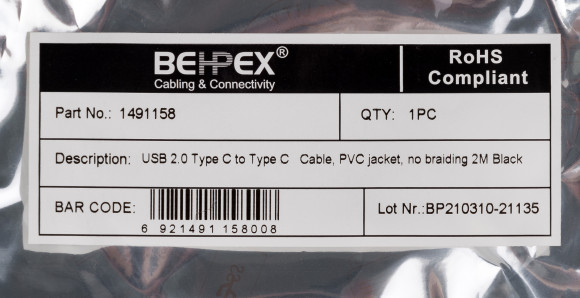 BEHPEX®
Cabling & Connectivity
RoHS
Compliant
Part No.: 1491158
QTY: 1PC
Description: USB 2.0 Type C to Type C Cable, PVC jacket, no braiding 2M Black
BAR CODE:
6 921491 158008
Lot Nr.:BP210310-21135